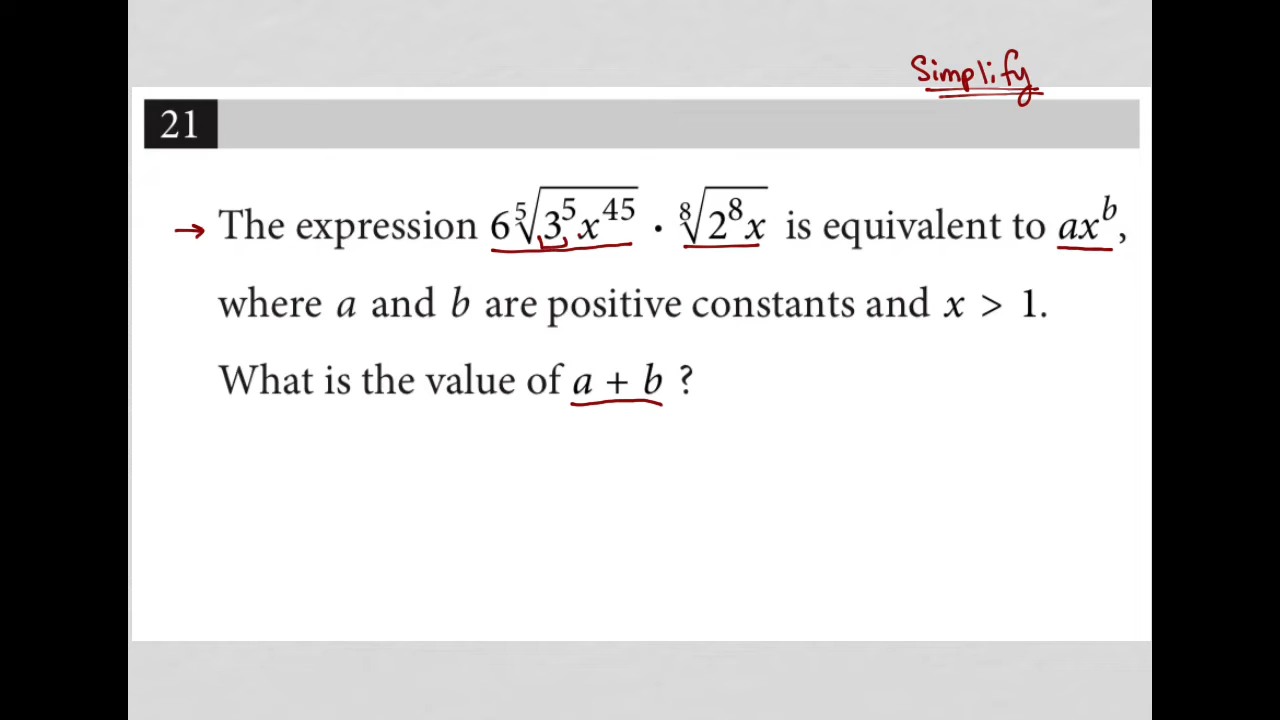 Simplify
21
The expression 6⁵√3⁵x⁴⁵ · ⁸√2⁸x is equivalent to axᵇ,
where a and b are positive constants and x > 1.
What is the value of a + b ?